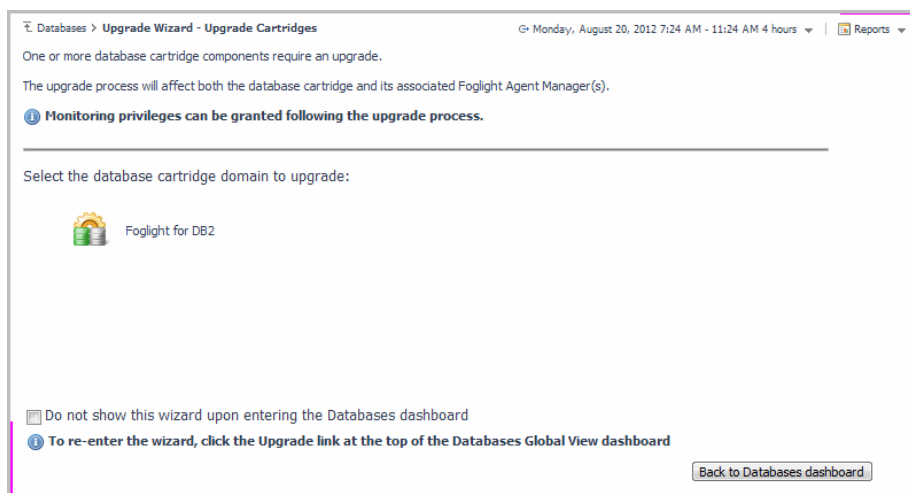 Databases > Upgrade Wizard - Upgrade Cartridges
Monday, August 20, 2012 7:24 AM - 11:24 AM 4 hours
Reports
One or more database cartridge components require an upgrade.
The upgrade process will affect both the database cartridge and its associated Foglight Agent Manager(s).
Monitoring privileges can be granted following the upgrade process.
Select the database cartridge domain to upgrade:
Foglight for DB2
Do not show this wizard upon entering the Databases dashboard
To re-enter the wizard, click the Upgrade link at the top of the Databases Global View dashboard
Back to Databases dashboard